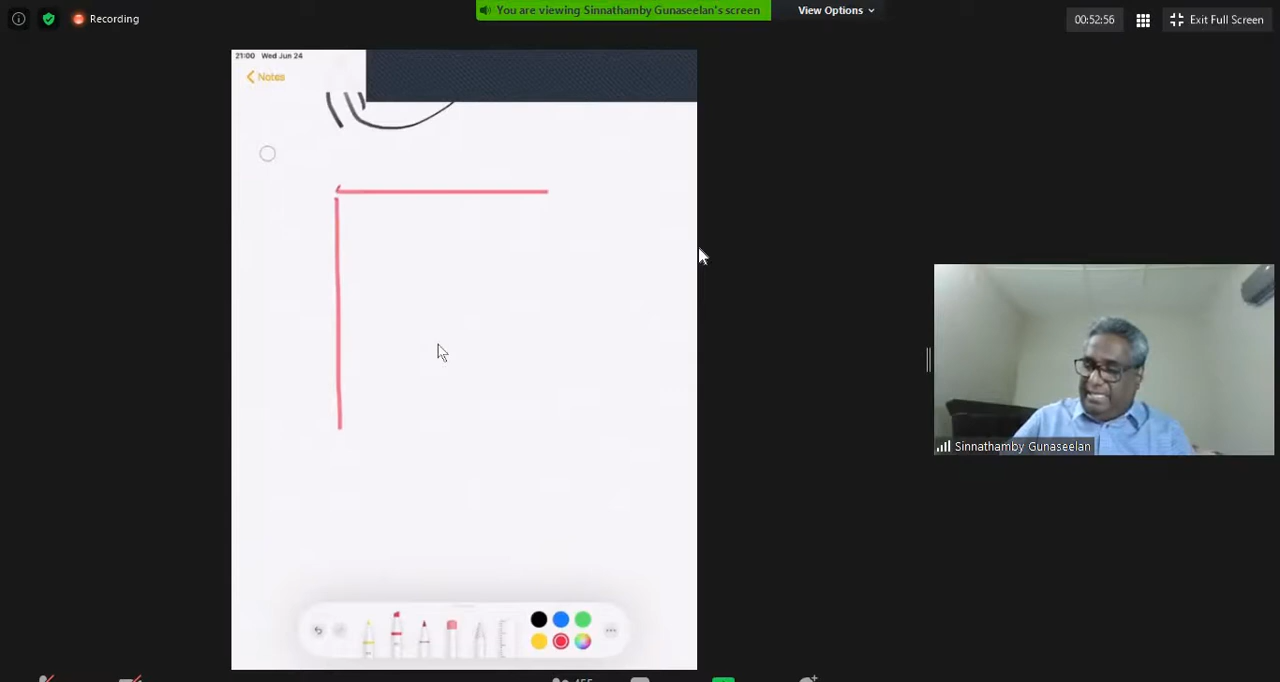 Recording
You are viewing Sinnathamby Gunaseelan's screen
View Options
00:52:56
Exit Full Screen
21:00 Wed Jun 24
Notes
Sinnathamby Gunaseelan